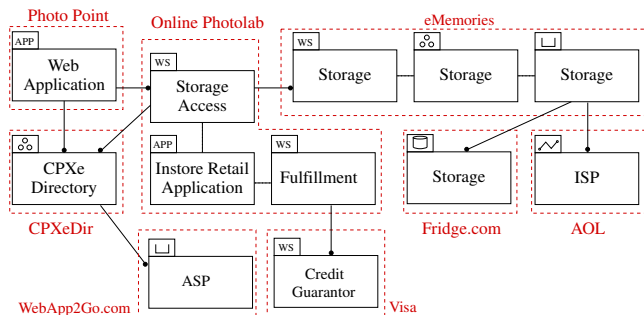 Photo Point
Online Photolab
eMemories
APP
Web
Application
WS
Storage
Access
WS
Storage
Storage
Storage
CPXe
Directory
APP
Instore Retail
Application
WS
Fulfillment
Storage
ISP
CPXeDir
Fridge.com
AOL
ASP
WS
Credit
Guarantor
WebApp2Go.com
Visa